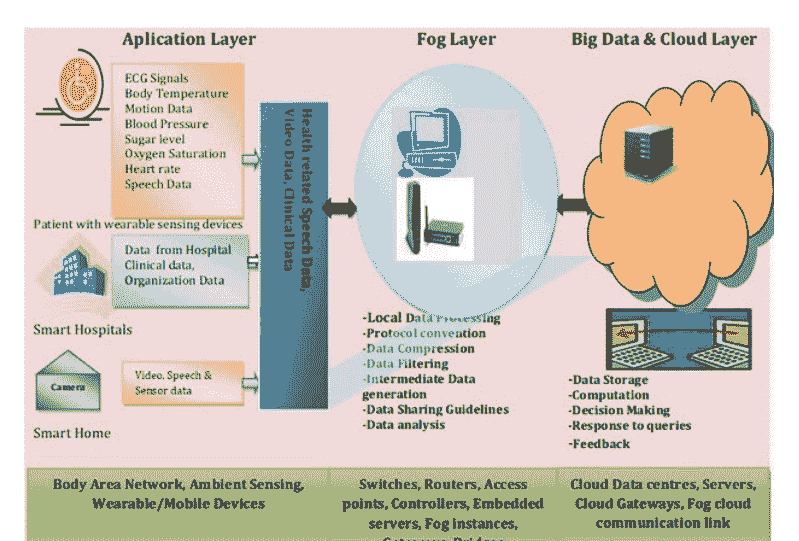 Aplication Layer
Fog Layer
Big Data & Cloud Layer
ECG Signals
Body Temperature
Motion Data
Blood Pressure
Sugar level
Oxygen Saturation
Heart rate
Speech Data
Patient with wearable sensing devices
Health related Speech Data,
Video Data, Clinical Data
Data from Hospital
Clinical data,
Organization Data
Smart Hospitals
Camera
Video, Speech &
Sensor data
Smart Home
-Local Data Processing
-Protocol convention
-Data Compression
-Data Filtering
-Intermediate Data
generation
-Data Sharing Guidelines
-Data analysis
-Data Storage
-Computation
-Decision Making
-Response to queries
-Feedback
Body Area Network, Ambient Sensing,
Wearable/Mobile Devices
Switches, Routers, Access
points, Controllers, Embedded
servers, Fog instances,
Cloud Data centres, Servers,
Cloud Gateways, Fog cloud
communication link